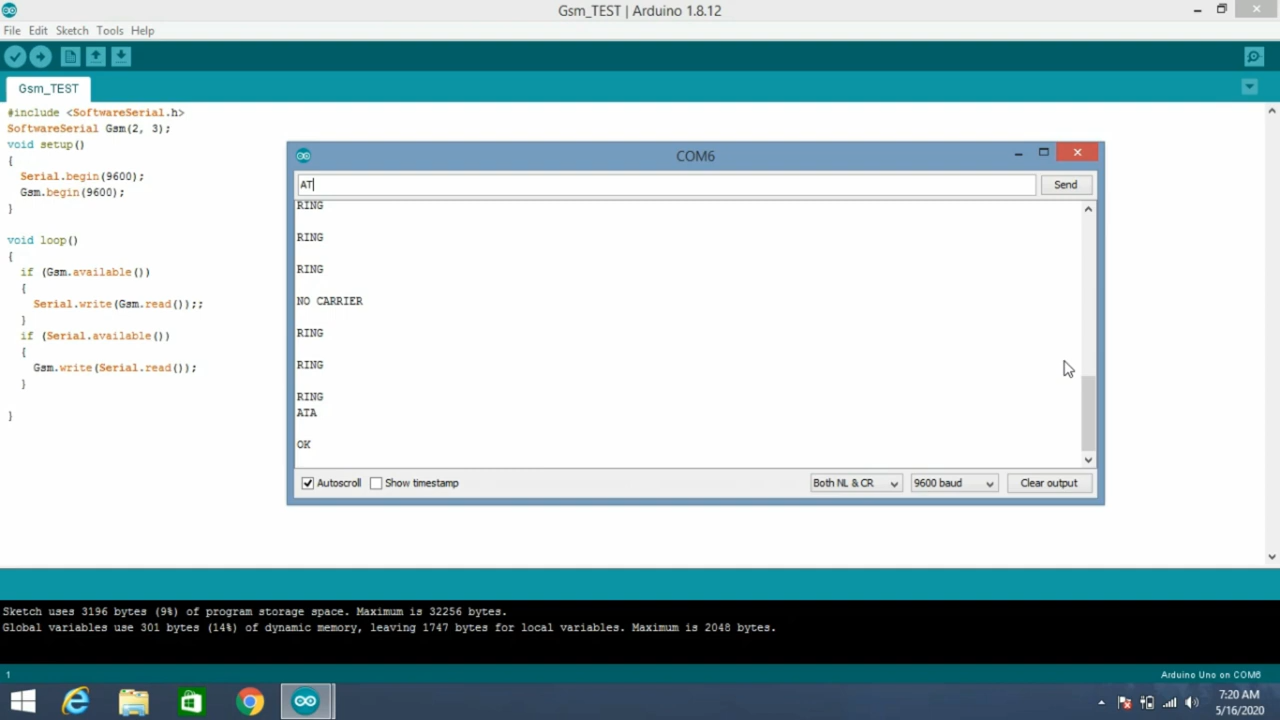 Gsm_TEST | Arduino 1.8.12
File Edit Sketch Tools Help
Gsm_TEST
#include <SoftwareSerial.h>
SoftwareSerial Gsm(2, 3);
void setup()
{
Serial.begin(9600);
Gsm.begin(9600);
}
void loop()
{
if (Gsm.available())
{
Serial.write(Gsm.read());;
}
if (Serial.available())
{
Gsm.write(Serial.read());
}
}
COM6
AT
Send
RING
RING
RING
NO CARRIER
RING
RING
RING
ATA
OK
Autoscroll Show timestamp Both NL & CR 9600 baud Clear output
Sketch uses 3196 bytes (9%) of program storage space. Maximum is 32256 bytes.
Global variables use 301 bytes (14%) of dynamic memory, leaving 1747 bytes for local variables. Maximum is 2048 bytes.
1 Arduino Uno on COM6
7:20 AM
5/16/2020